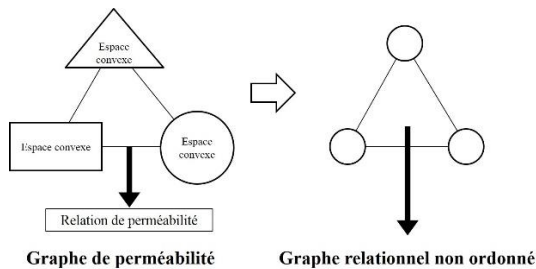 Espace
convexe
Espace convexe
Espace
convexe
Relation de perméabilité
Graphe de perméabilité
Graphe relationnel non ordonné